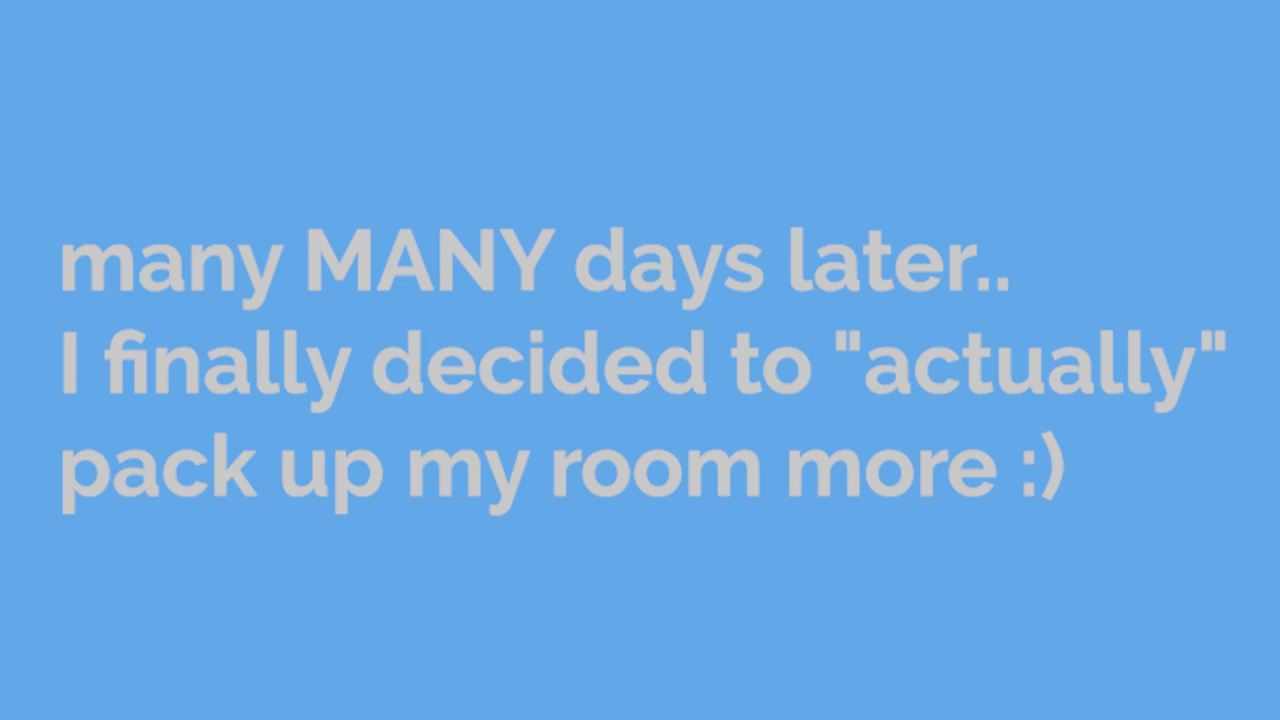 many MANY days later..
I finally decided to "actually"
pack up my room more :)